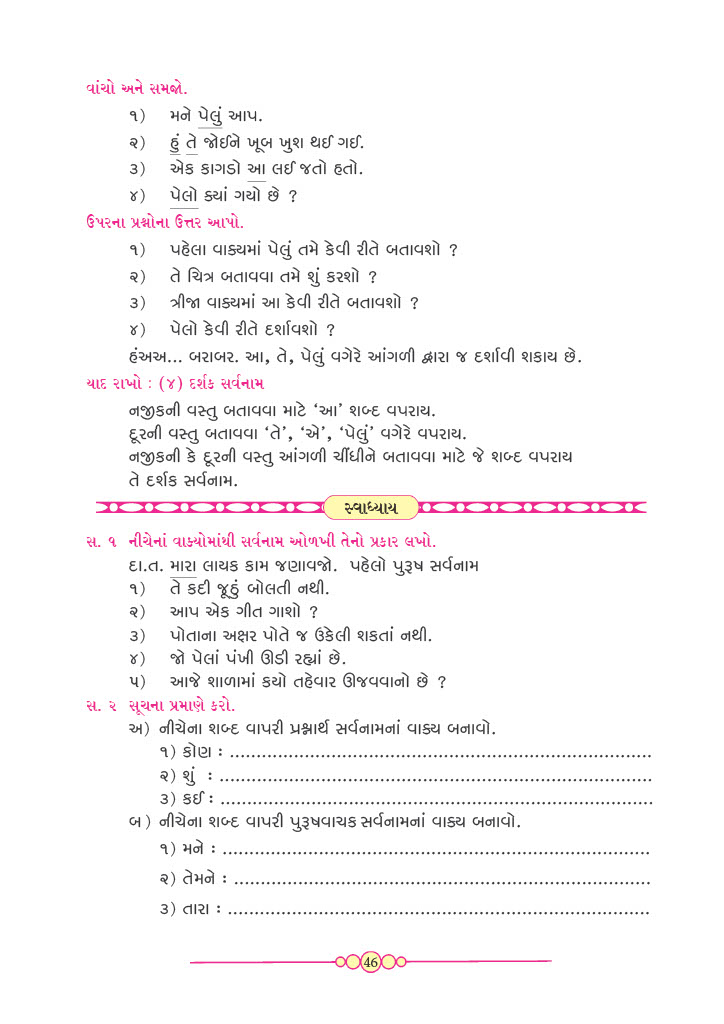 વાંચો અને સમજો.
૧) મને પેલું આપ.
૨) હું તે જોઈને ખૂબ ખુશ થઈ ગઈ.
૩) એક કાગડો આ લઈ જતો હતો.
૪) પેલો ક્યાં ગયો છે ?
ઉપરના પ્રશ્નોના ઉત્તર આપો.
૧) પહેલા વાક્યમાં પેલું તમે કેવી રીતે બતાવશો ?
૨) તે ચિત્ર બતાવવા તમે શું કરશો ?
૩) ત્રીજા વાક્યમાં આ કેવી રીતે બતાવશો ?
૪) પેલો કેવી રીતે દર્શાવશો ?
હંઅઅ... બરાબર. આ, તે, પેલું વગેરે આંગળી દ્વારા જ દર્શાવી શકાય છે.
યાદ રાખો : (૪) દર્શક સર્વનામ
નજીકની વસ્તુ બતાવવા માટે ‘આ’ શબ્દ વપરાય.
દૂરની વસ્તુ બતાવવા ‘તે’, ‘એ’, ‘પેલું’ વગેરે વપરાય.
નજીકની કે દૂરની વસ્તુ આંગળી ચીંધીને બતાવવા માટે જે શબ્દ વપરાય
તે દર્શક સર્વનામ.
સ્વાધ્યાય
સ. ૧ નીચેનાં વાક્યોમાંથી સર્વનામ ઓળખી તેનો પ્રકાર લખો.
દા.ત. મારા લાયક કામ જણાવજો. પહેલો પુરૂષ સર્વનામ
૧) તે કદી જૂઠું બોલતી નથી.
૨) આપ એક ગીત ગાશો ?
૩) પોતાના અક્ષર પોતે જ ઉકેલી શકતાં નથી.
૪) જો પેલાં પંખી ઊડી રહ્યાં છે.
૫) આજે શાળામાં કયો તહેવાર ઊજવવાનો છે ?
સ. ૨ સૂચના પ્રમાણે કરો.
અ) નીચેના શબ્દ વાપરી પ્રશ્નાર્થ સર્વનામનાં વાક્ય બનાવો.
૧) કોણ : ................................................................................
૨) શું : ..................................................................................
૩) કઈ : ..................................................................................
બ) નીચેના શબ્દ વાપરી પુરૂષવાચક સર્વનામનાં વાક્ય બનાવો.
૧) મને : .................................................................................
૨) તેમને : ...............................................................................
૩) તારા : ................................................................................
46